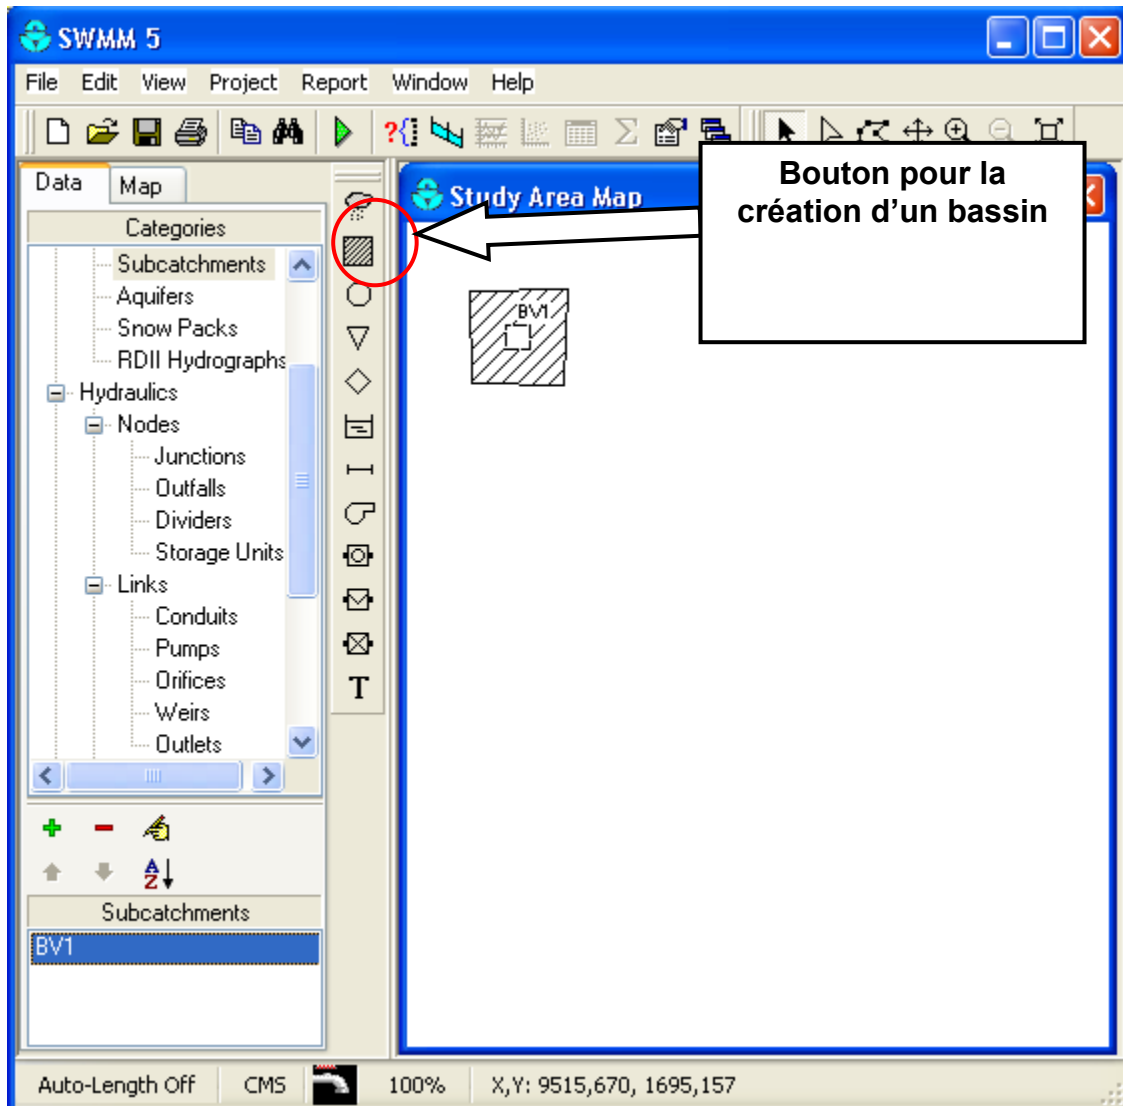 SWMM 5
File Edit View Project Report Window Help
Data Map
Categories
Subcatchments
Aquifers
Snow Packs
RDII Hydrographs
Hydraulics
Nodes
Junctions
Outfalls
Dividers
Storage Units
Links
Conduits
Pumps
Orifices
Weirs
Outlets
Subcatchments
BV1
T
Study Area Map
Bouton pour la
création d'un bassin
BV1
Auto-Length Off CMS 100% X,Y: 9515,670, 1695,157